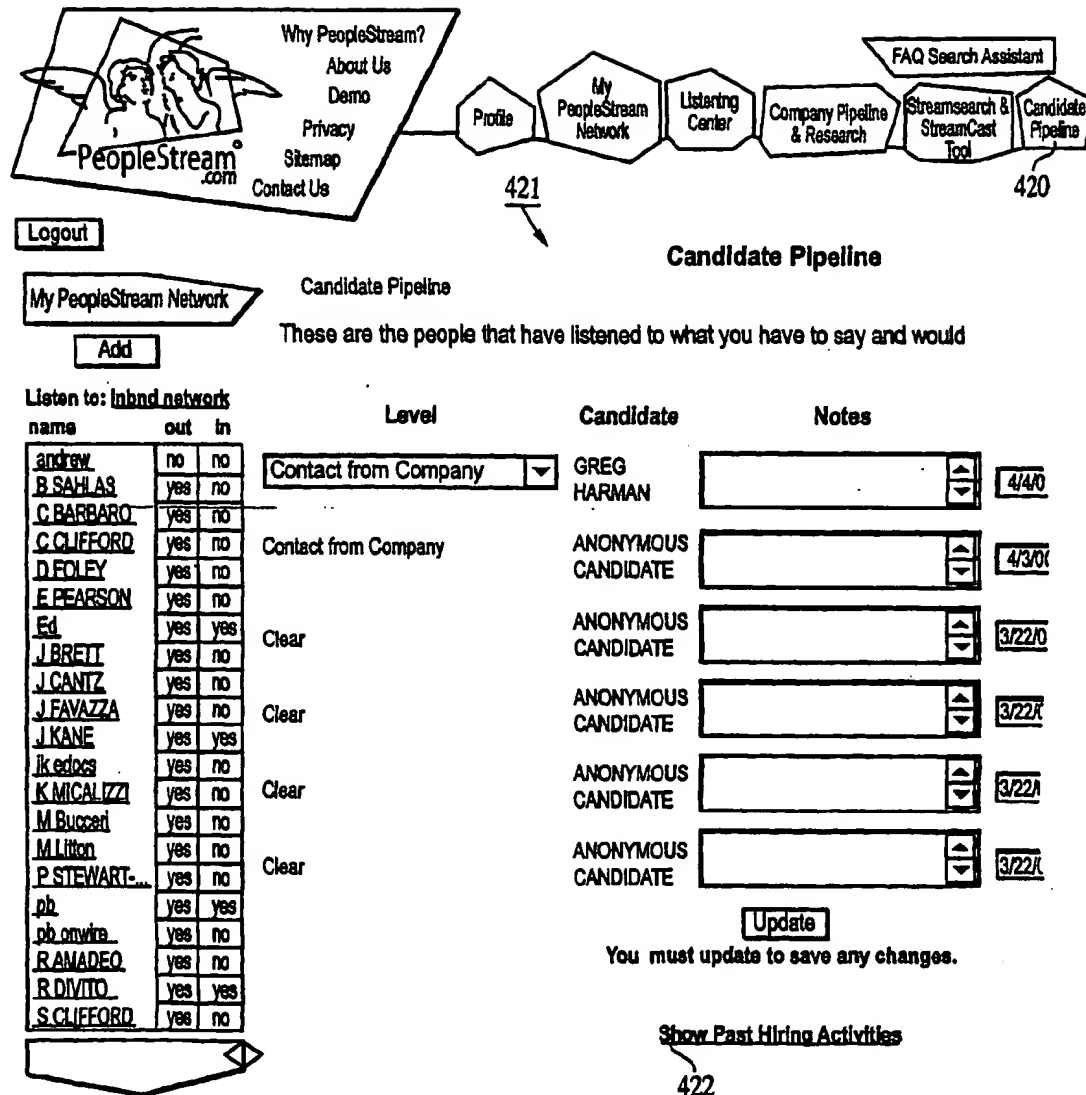 Why PeopleStream?
About Us
Demo
Privacy
Sitemap
Contact Us
PeopleStream
.com
FAQ Search Assistant
Profile
My PeopleStream Network
Listening Center
Company Pipeline & Research
Streamsearch & StreamCast Tool
Candidate Pipeline
421
420
Logout
Candidate Pipeline
My PeopleStream Network
Candidate Pipeline
Add
These are the people that have listened to what you have to say and would
Listen to: Inbnd network
name out in
andrew no no
B SAHLAS yes no
C BARBARO yes no
C CLIFFORD yes no
D FOLEY yes no
E PEARSON yes no
Ed yes yes
J BRETT yes no
J CANTZ yes no
J FAVAZZA yes no
J KANE yes yes
jk edocs yes no
K MICALIZZI yes no
M Bucceri yes no
M Litton yes no
P STEWART-... yes no
pb yes yes
pb onwire yes no
R AMADEO yes no
R DIVITO yes yes
S CLIFFORD yes no
Level Candidate Notes
Contact from Company GREG HARMAN 4/4/0
Contact from Company ANONYMOUS CANDIDATE 4/3/00
Clear ANONYMOUS CANDIDATE 3/22/0
Clear ANONYMOUS CANDIDATE 3/22/0
Clear ANONYMOUS CANDIDATE 3/22/
Clear ANONYMOUS CANDIDATE 3/22/0
Update
You must update to save any changes.
Show Past Hiring Activities
422